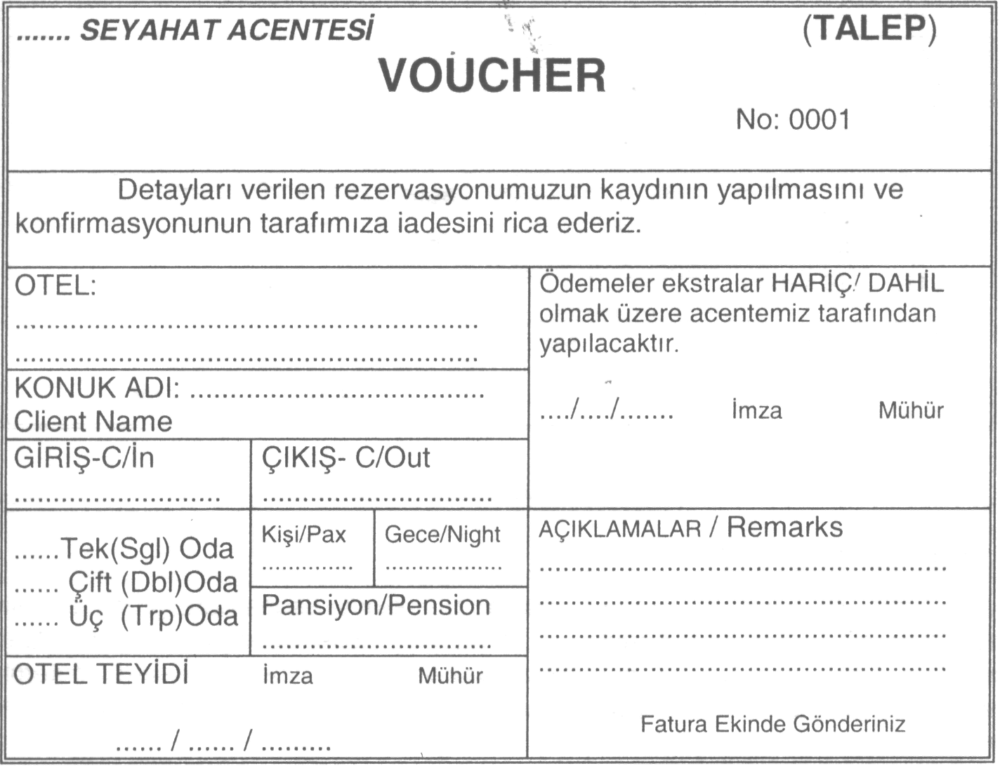 ....... SEYAHAT ACENTESİ
(TALEP)
VOUCHER
No: 0001
Detayları verilen rezervasyonumuzun kaydının yapılmasını ve
konfirmasyonunun tarafımıza iadesini rica ederiz.
OTEL:
...............................................................
...............................................................
KONUK ADI: ......................................
Client Name
GİRİŞ-C/İn
..........................
ÇIKIŞ- C/Out
.............................
......Tek(Sgl) Oda
...... Çift (Dbl)Oda
...... Üç (Trp)Oda
Kişi/Pax
..............
Gece/Night
..................
Pansiyon/Pension
...................................
OTEL TEYİDİ İmza Mühür
...... / ...... / .........
Ödemeler ekstralar HARİÇ/ DAHİL
olmak üzere acentemiz tarafından
yapılacaktır.
..../..../....... İmza Mühür
AÇIKLAMALAR / Remarks
..............................................................
..............................................................
..............................................................
..............................................................
Fatura Ekinde Gönderiniz